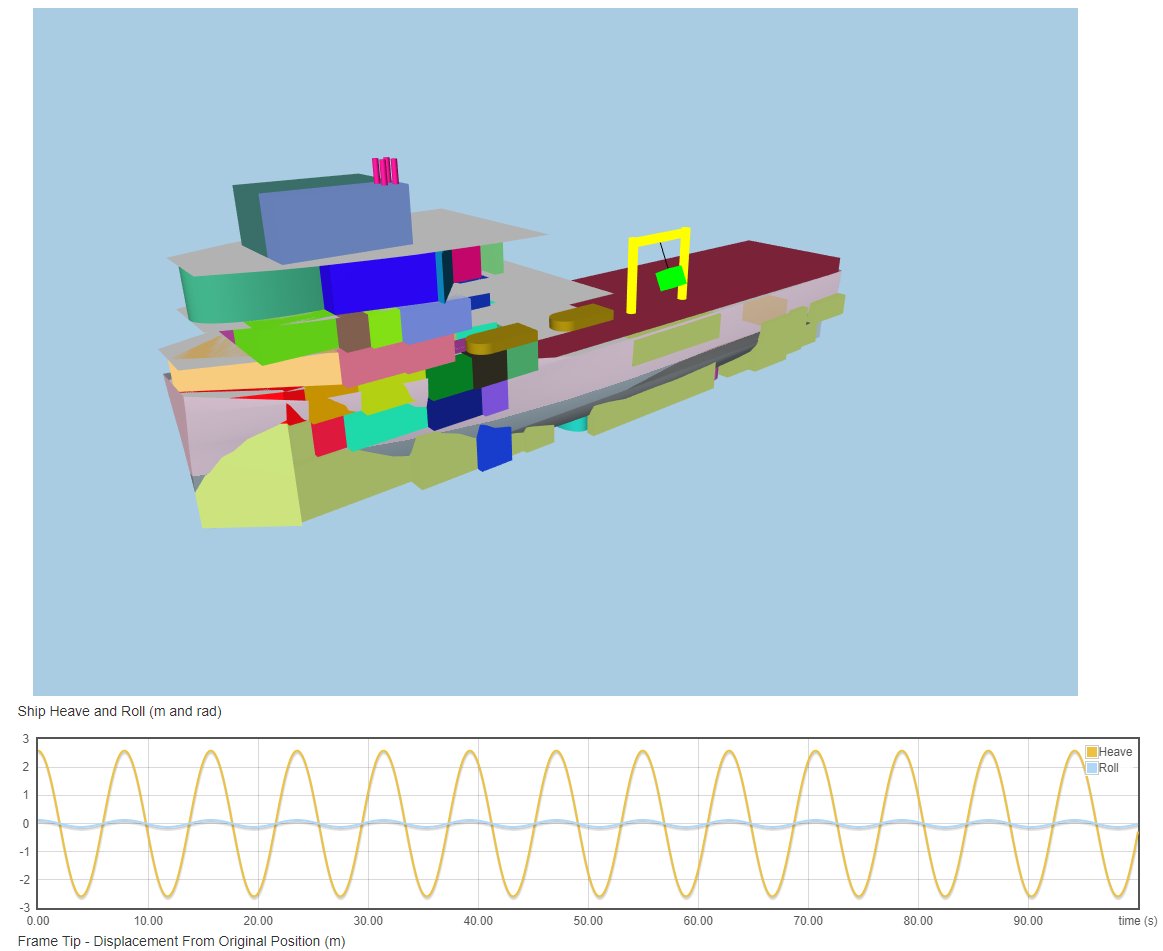 Ship Heave and Roll (m and rad)
3
Heave
2
Roll
1
0
-1
-2
-3
0.00 10.00 20.00 30.00 40.00 50.00 60.00 70.00 80.00 90.00 time (s)
Frame Tip - Displacement From Original Position (m)